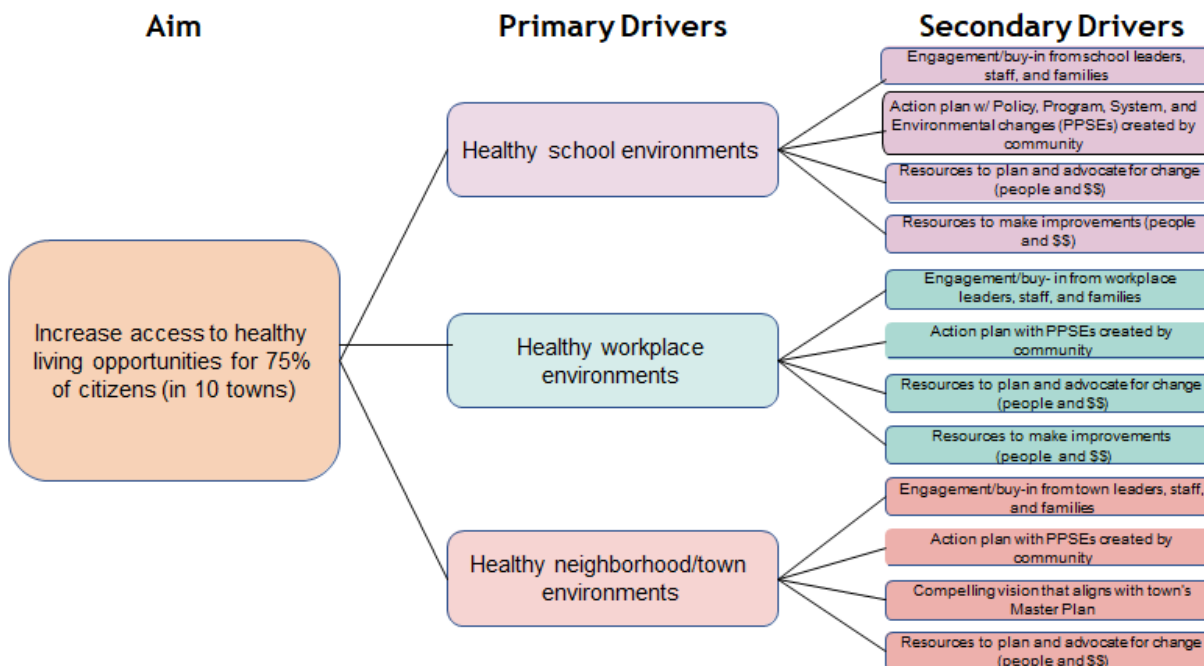 Aim
Primary Drivers
Secondary Drivers
Increase access to healthy
living opportunities for 75%
of citizens (in 10 towns)
Healthy school environments
Engagement/buy-in from school leaders,
staff, and families
Action plan w/ Policy, Program, System, and
Environmental changes (PPSEs) created by
community
Resources to plan and advocate for change
(people and $$)
Resources to make improvements (people
and $$)
Healthy workplace
environments
Engagement/buy- in from workplace
leaders, staff, and families
Action plan with PPSEs created by
community
Resources to plan and advocate for change
(people and $$)
Resources to make improvements
(people and $$)
Healthy neighborhood/town
environments
Engagement/buy-in from town leaders, staff,
and families
Action plan with PPSEs created by
community
Compelling vision that aligns with town's
Master Plan
Resources to plan and advocate for change
(people and $$)